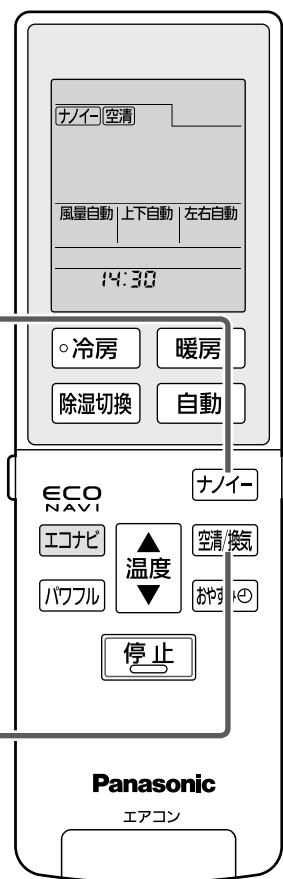 ナノイー 空清
風量自動 上下自動 左右自動
14:30
冷房 暖房
除湿切換 自動
ECO NAVI
ナノイー
エコナビ
空清/換気
温度
パワフル
おやすみ
停止
Panasonic
エアコン